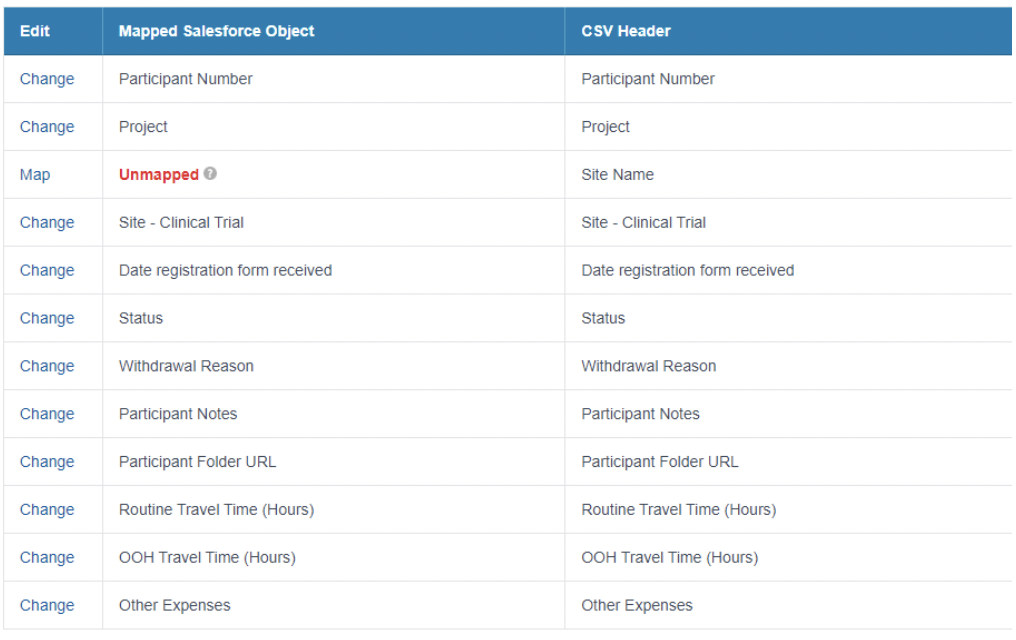 Edit Mapped Salesforce Object CSV Header
Change Participant Number Participant Number
Change Project Project
Map Unmapped ? Site Name
Change Site - Clinical Trial Site - Clinical Trial
Change Date registration form received Date registration form received
Change Status Status
Change Withdrawal Reason Withdrawal Reason
Change Participant Notes Participant Notes
Change Participant Folder URL Participant Folder URL
Change Routine Travel Time (Hours) Routine Travel Time (Hours)
Change OOH Travel Time (Hours) OOH Travel Time (Hours)
Change Other Expenses Other Expenses